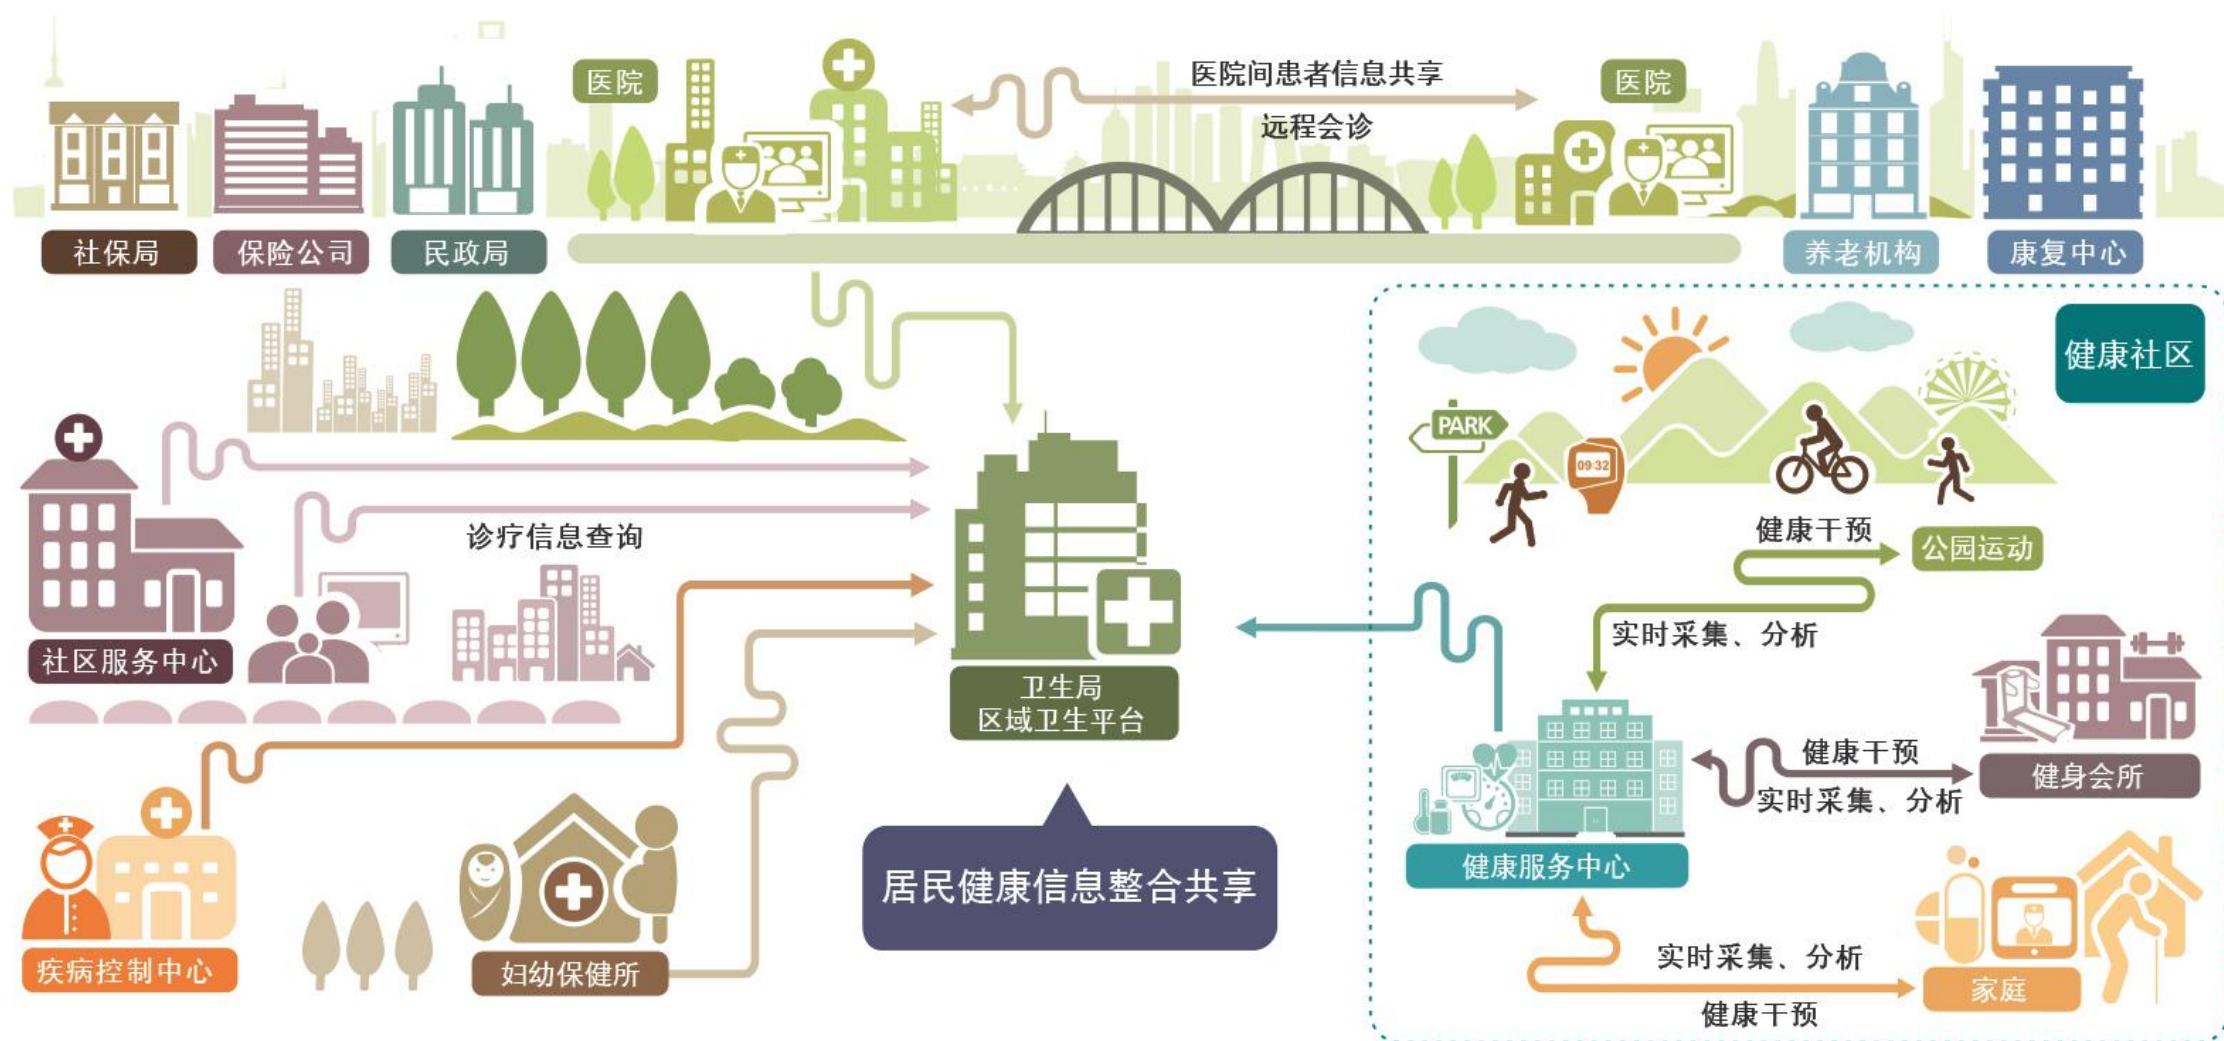 医院
医院间患者信息共享
远程会诊
医院
社保局
保险公司
民政局
养老机构
康复中心
健康社区
PARK
09:32
诊疗信息查询
健康干预
公园运动
实时采集、分析
社区服务中心
卫生局
区域卫生平台
健康干预
实时采集、分析
健身会所
居民健康信息整合共享
健康服务中心
疾病控制中心
妇幼保健所
实时采集、分析
健康干预
家庭